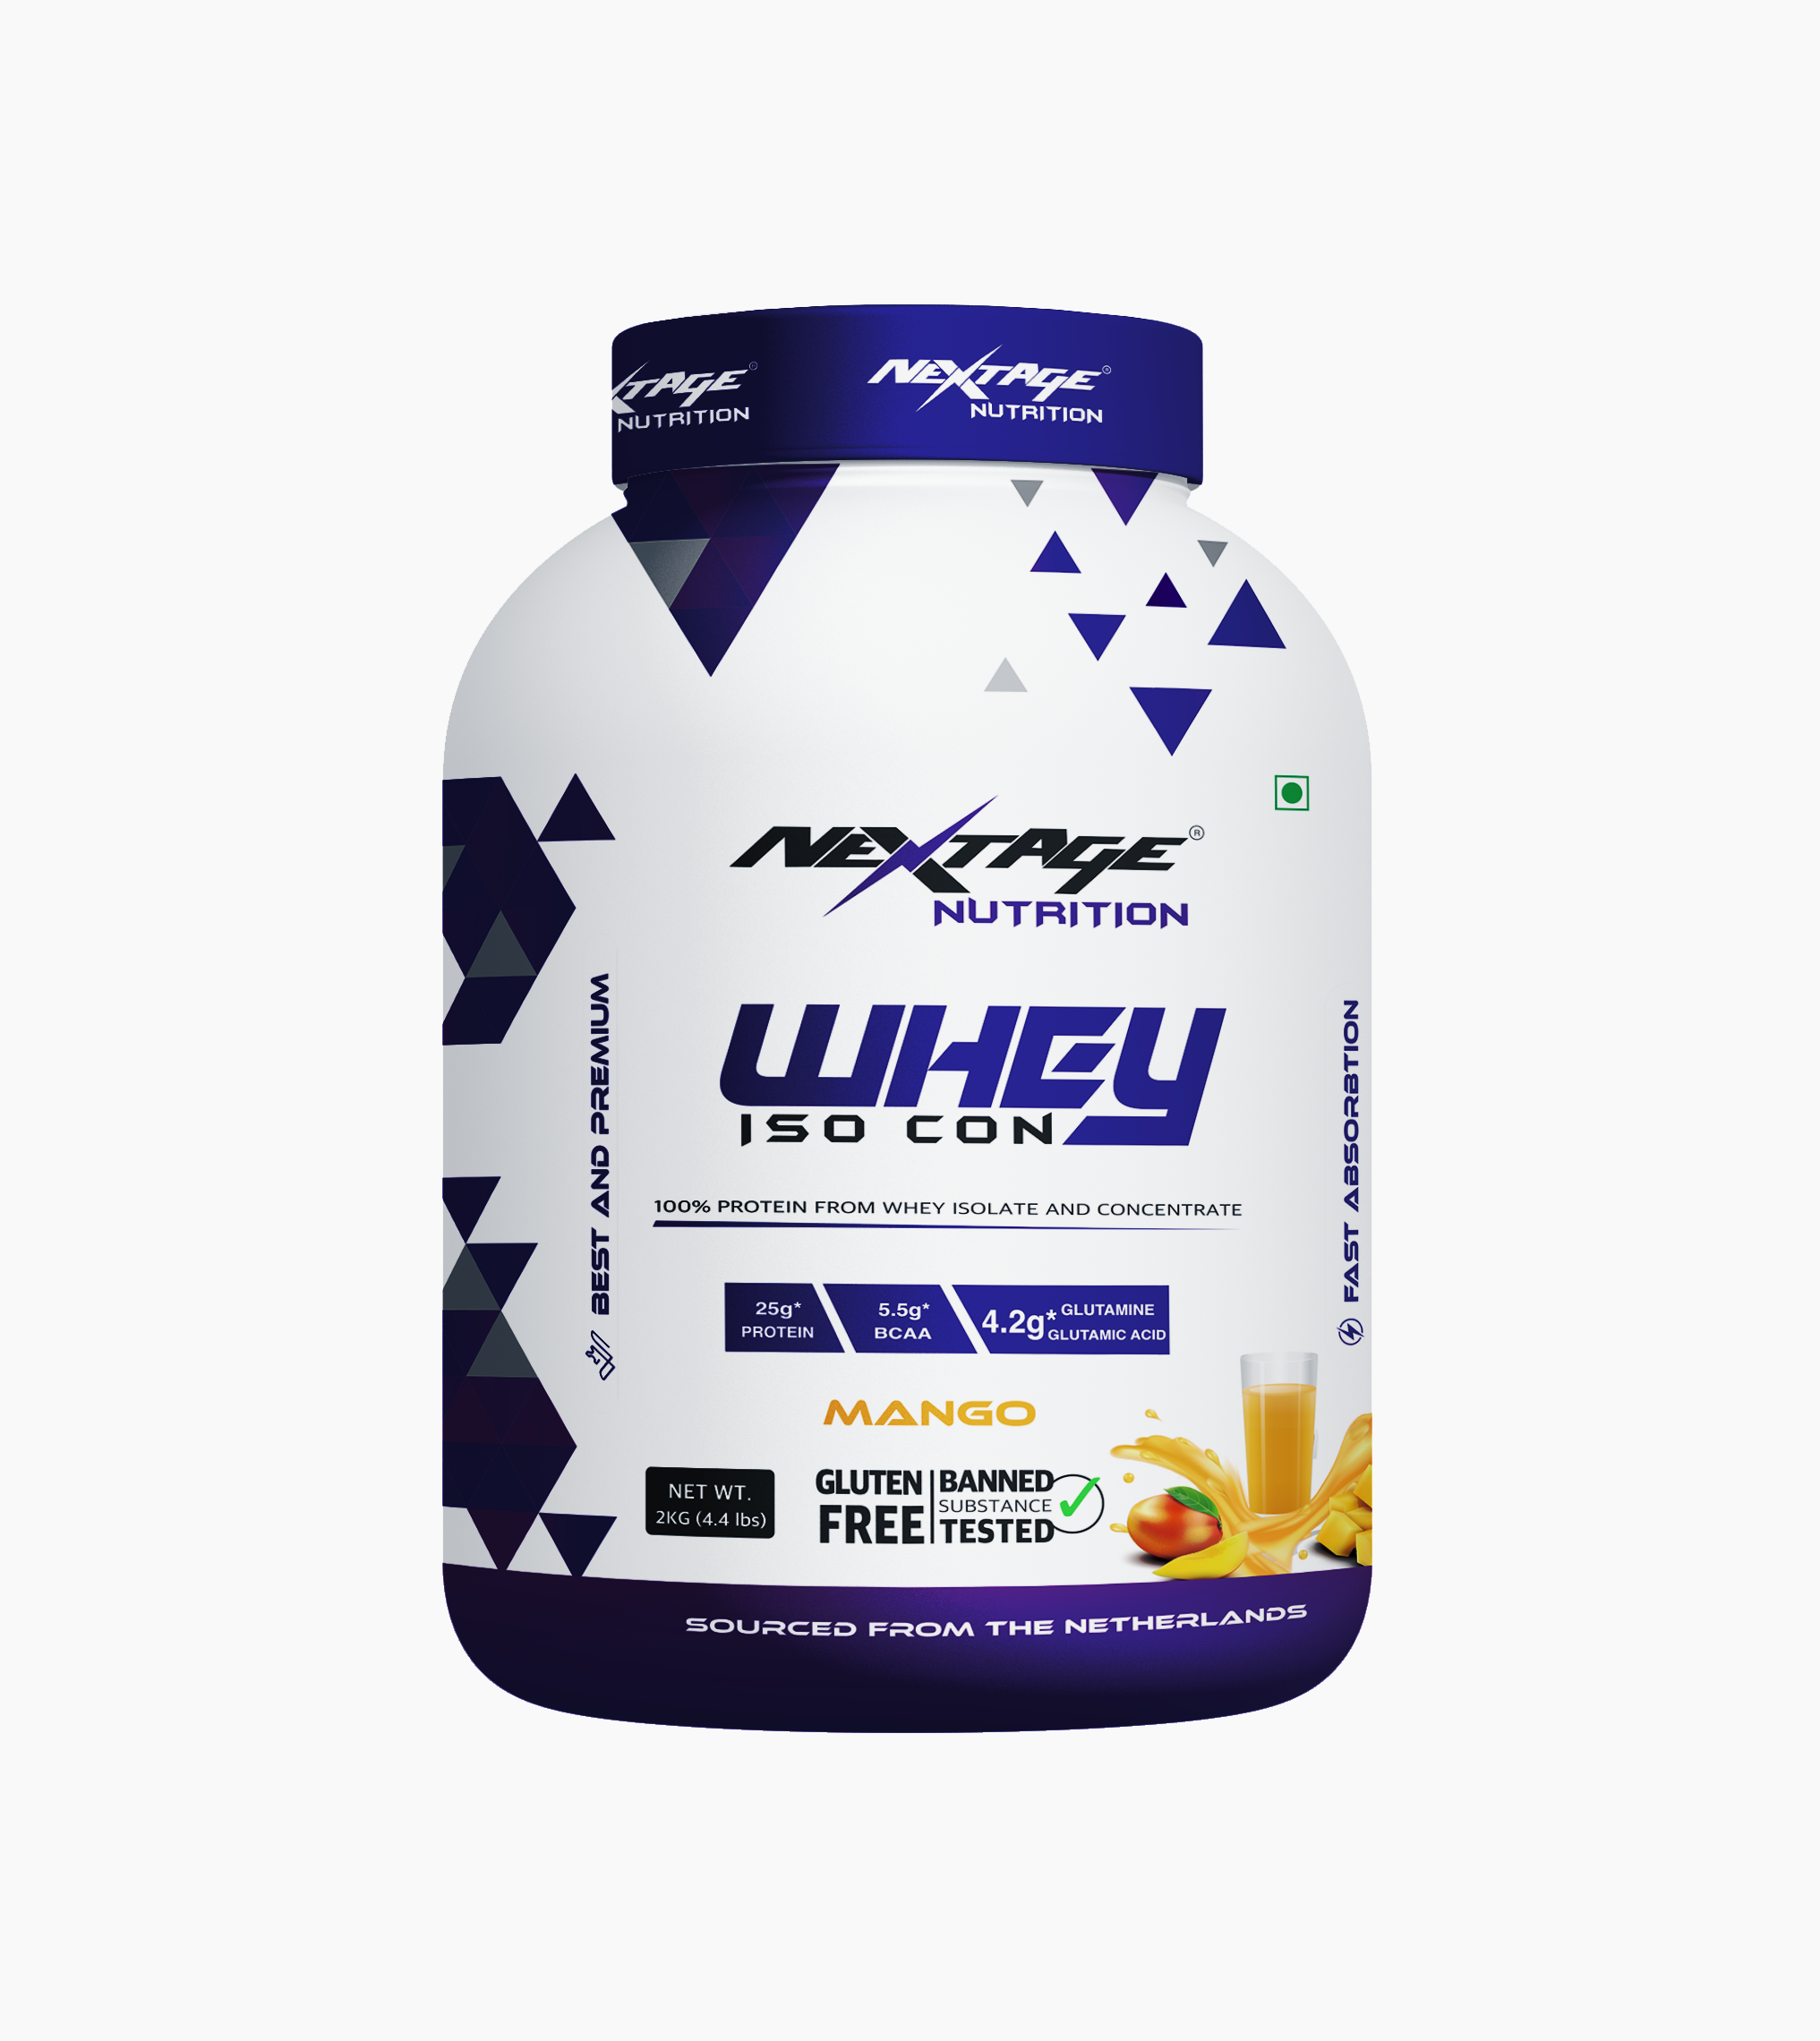 XTAGE®
NUTRITION
NEXTAGE®
NUTRITION
NEXTAGE®
NUTRITION
WHEY
ISO CON
100% PROTEIN FROM WHEY ISOLATE AND CONCENTRATE
25g*
PROTEIN
5.5g*
BCAA
4.2g* GLUTAMINE
GLUTAMIC ACID
MANGO
NET WT.
2KG (4.4 lbs)
GLUTEN
FREE
BANNED
SUBSTANCE
TESTED
BEST AND PREMIUM
FAST ABSORBTION
SOURCED FROM THE NETHERLANDS